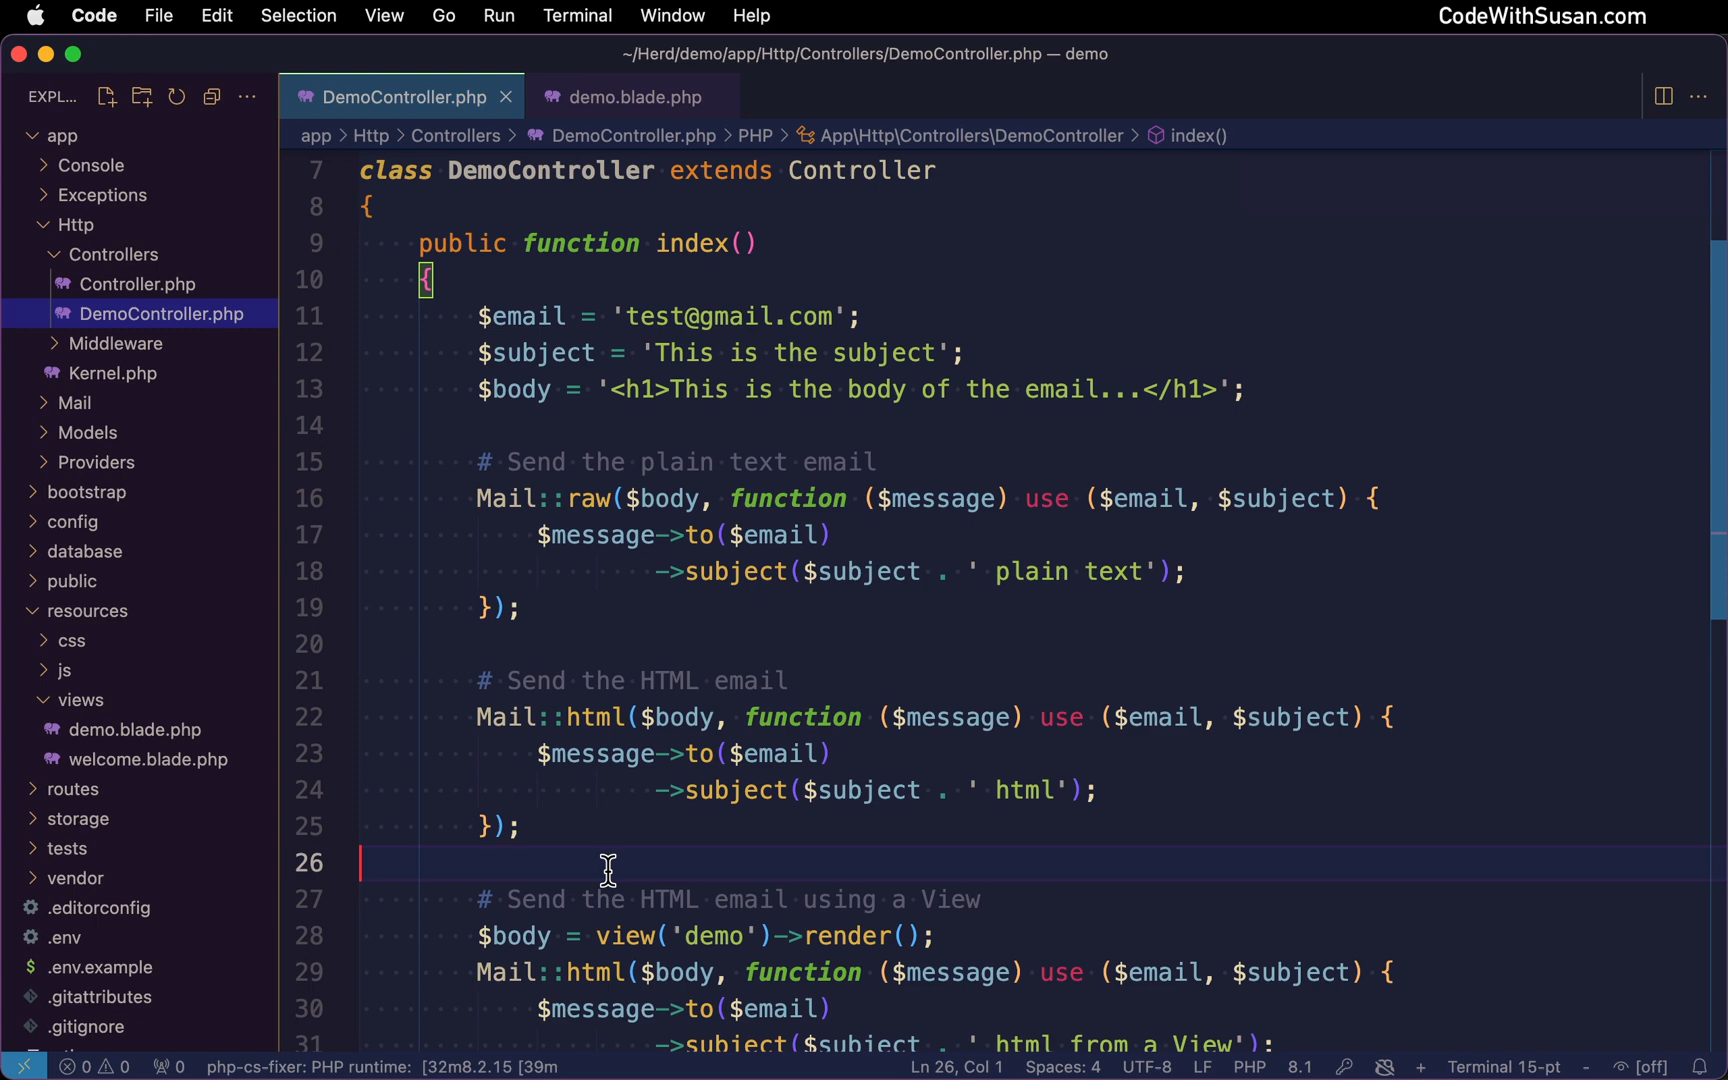 Code File Edit Selection View Go Run Terminal Window Help CodeWithSusan.com
~/Herd/demo/app/Http/Controllers/DemoController.php — demo
EXPL...
DemoController.php demo.blade.php
app > Http > Controllers > DemoController.php > PHP > App\Http\Controllers\DemoController > index()
app
Console
Exceptions
Http
Controllers
Controller.php
DemoController.php
Middleware
Kernel.php
Mail
Models
Providers
bootstrap
config
database
public
resources
css
js
views
demo.blade.php
welcome.blade.php
routes
storage
tests
vendor
.editorconfig
.env
.env.example
.gitattributes
.gitignore
7 class DemoController extends Controller
8 {
9 public function index()
10 {
11 $email = 'test@gmail.com';
12 $subject = 'This is the subject';
13 $body = '<h1>This is the body of the email...</h1>';
14
15 # Send the plain text email
16 Mail::raw($body, function ($message) use ($email, $subject) {
17 $message->to($email)
18 ->subject($subject . ' plain text');
19 });
20
21 # Send the HTML email
22 Mail::html($body, function ($message) use ($email, $subject) {
23 $message->to($email)
24 ->subject($subject . ' html');
25 });
26
27 # Send the HTML email using a View
28 $body = view('demo')->render();
29 Mail::html($body, function ($message) use ($email, $subject) {
30 $message->to($email)
31 ->subject($subject . ' html from a View');
0 0 0 php-cs-fixer: PHP runtime: [32m8.2.15 [39m Ln 26, Col 1 Spaces: 4 UTF-8 LF PHP 8.1 + Terminal 15-pt - [off]